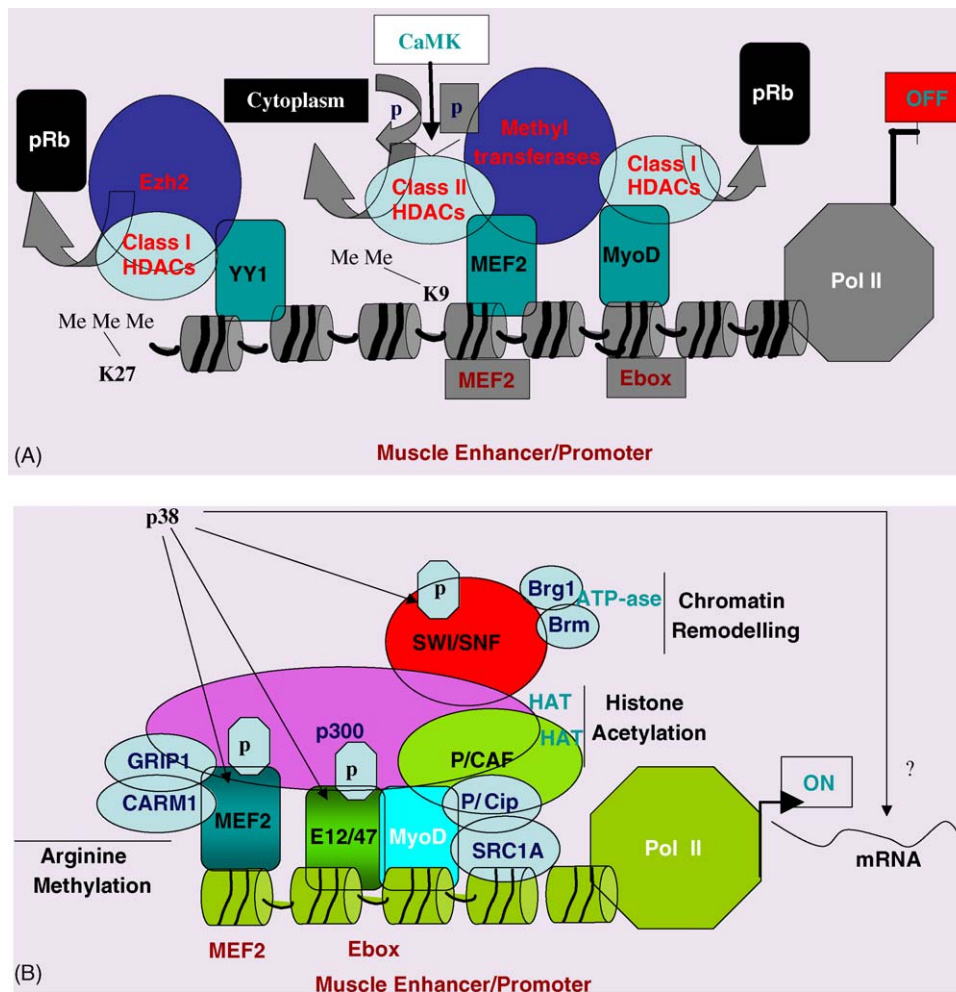 CaMK
Cytoplasm
p
p
pRb
OFF
pRb
Methyl
transferases
Ezh2
Class I
HDACs
Class II
HDACs
Class I
HDACs
YY1
MEF2
MyoD
Pol II
Me Me
K9
Me Me Me
K27
MEF2
Ebox
Muscle Enhancer/Promoter
(A)
p38
p
Brg1
ATP-ase
Brm
Chromatin
Remodelling
SWI/SNF
HAT
HAT
Histone
Acetylation
p300
P/CAF
GRIP1
CARM1
p
p
MEF2
E12/47
MyoD
P/Cip
SRC1A
Pol II
ON
?
mRNA
Arginine
Methylation
MEF2
Ebox
Muscle Enhancer/Promoter
(B)